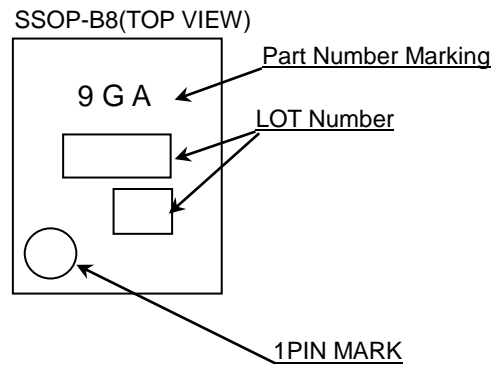 SSOP-B8(TOP VIEW)
Part Number Marking
9 G A
LOT Number
1PIN MARK